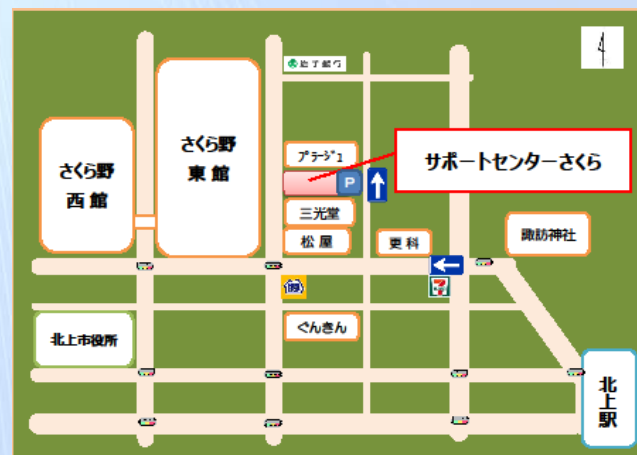 さくら野
西館
さくら野
東館
プラージュ
P
サポートセンターさくら
三光堂
松屋
更科
諏訪神社
7
ぐんきん
北上市役所
北上駅